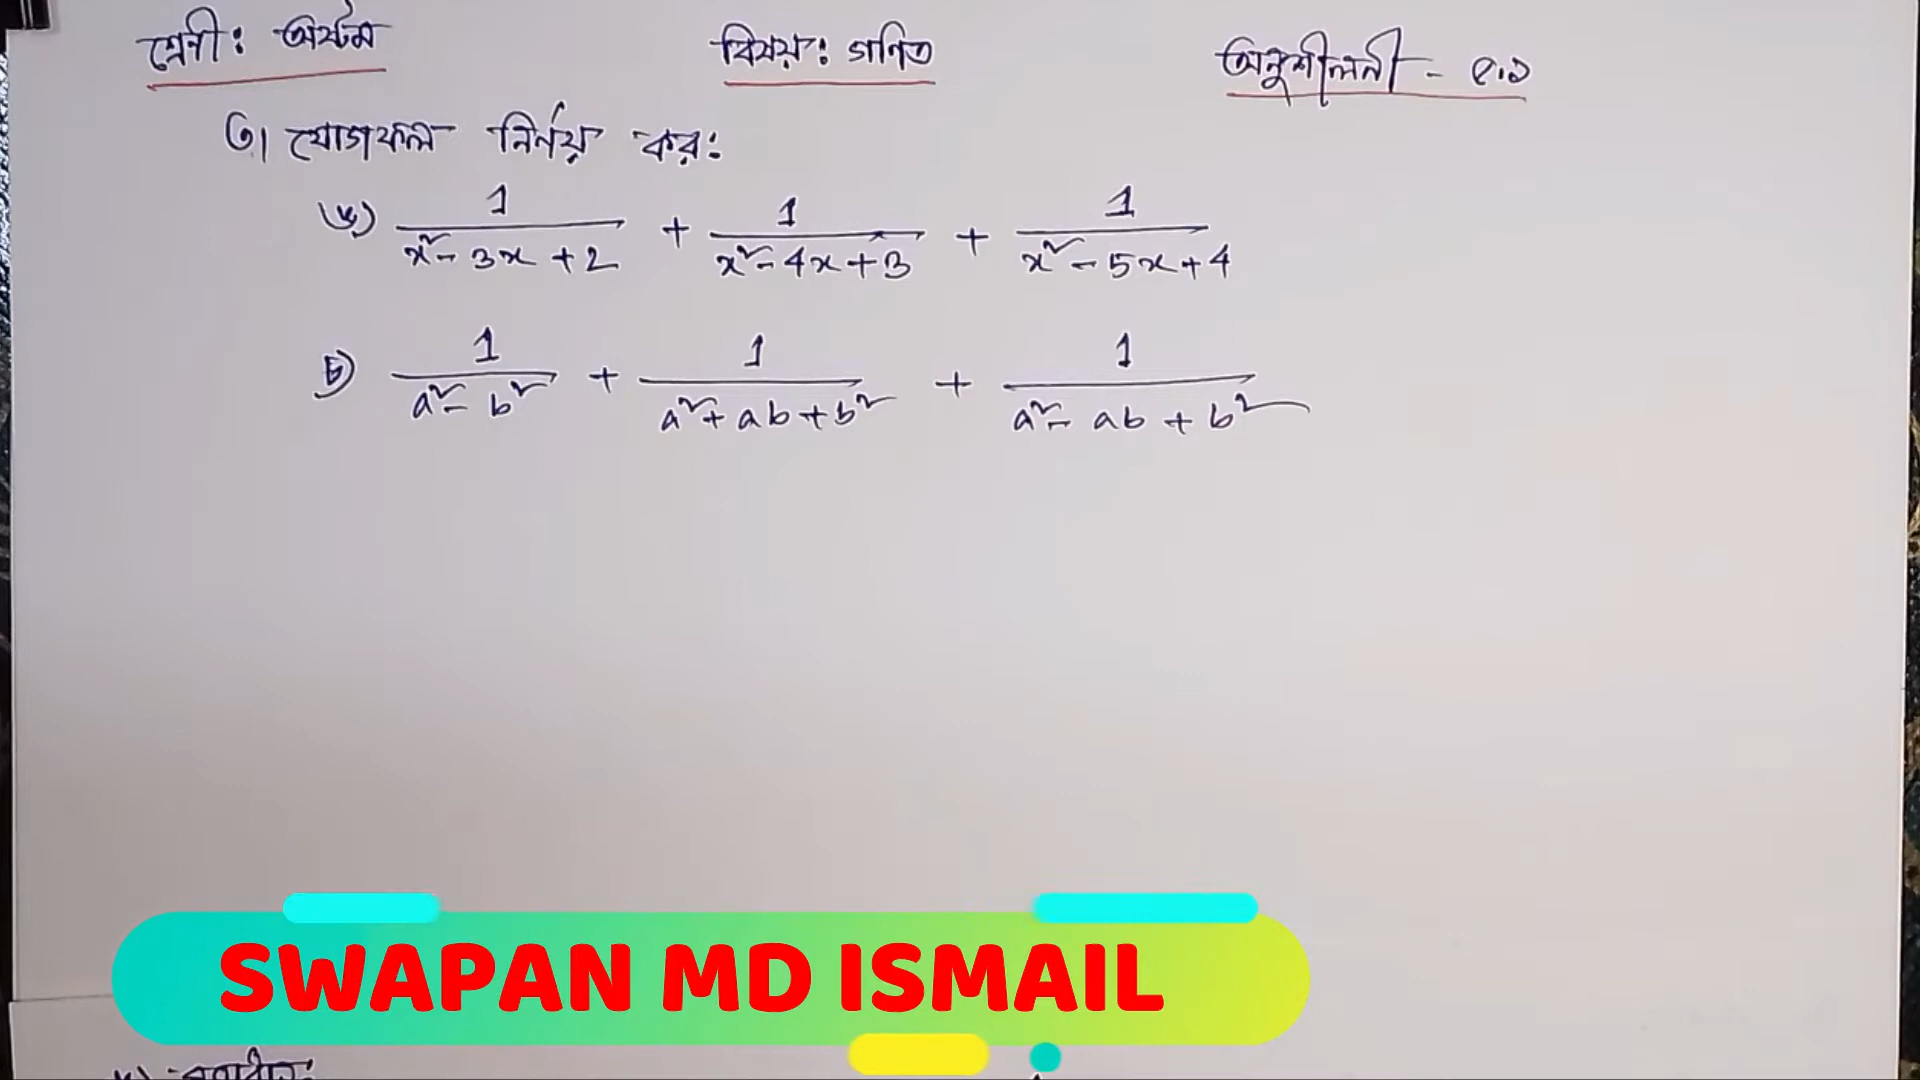 শ্রেণী: অষ্টম বিষয়: গণিত অনুশীলনী - ৫.১
৩। যোগফল নির্ণয় কর:
ঙ) 1/(x²-3x+2) + 1/(x²-4x+3) + 1/(x²-5x+4)
চ) 1/(a²-b²) + 1/(a²+ab+b²) + 1/(a²-ab+b²)
SWAPAN MD ISMAIL